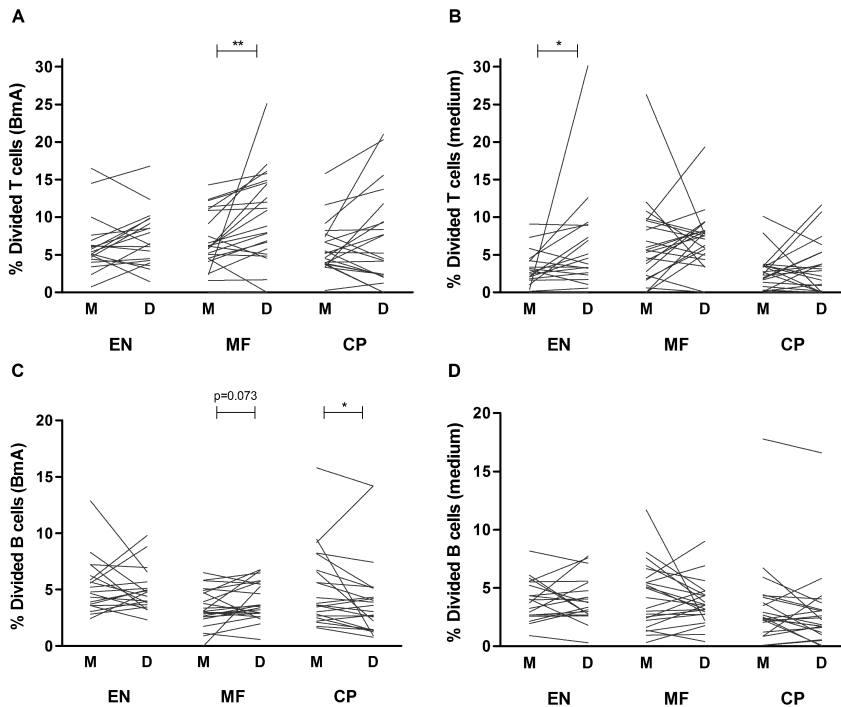 A
**
% Divided T cells (BmA)
30
25
20
15
10
5
0
M D M D M D
EN MF CP
B
*
% Divided T cells (medium)
30
25
20
15
10
5
0
M D M D M D
EN MF CP
C
p=0.073
*
% Divided B cells (BmA)
20
15
10
5
0
M D M D M D
EN MF CP
D
% Divided B cells (medium)
20
15
10
5
0
M D M D M D
EN MF CP